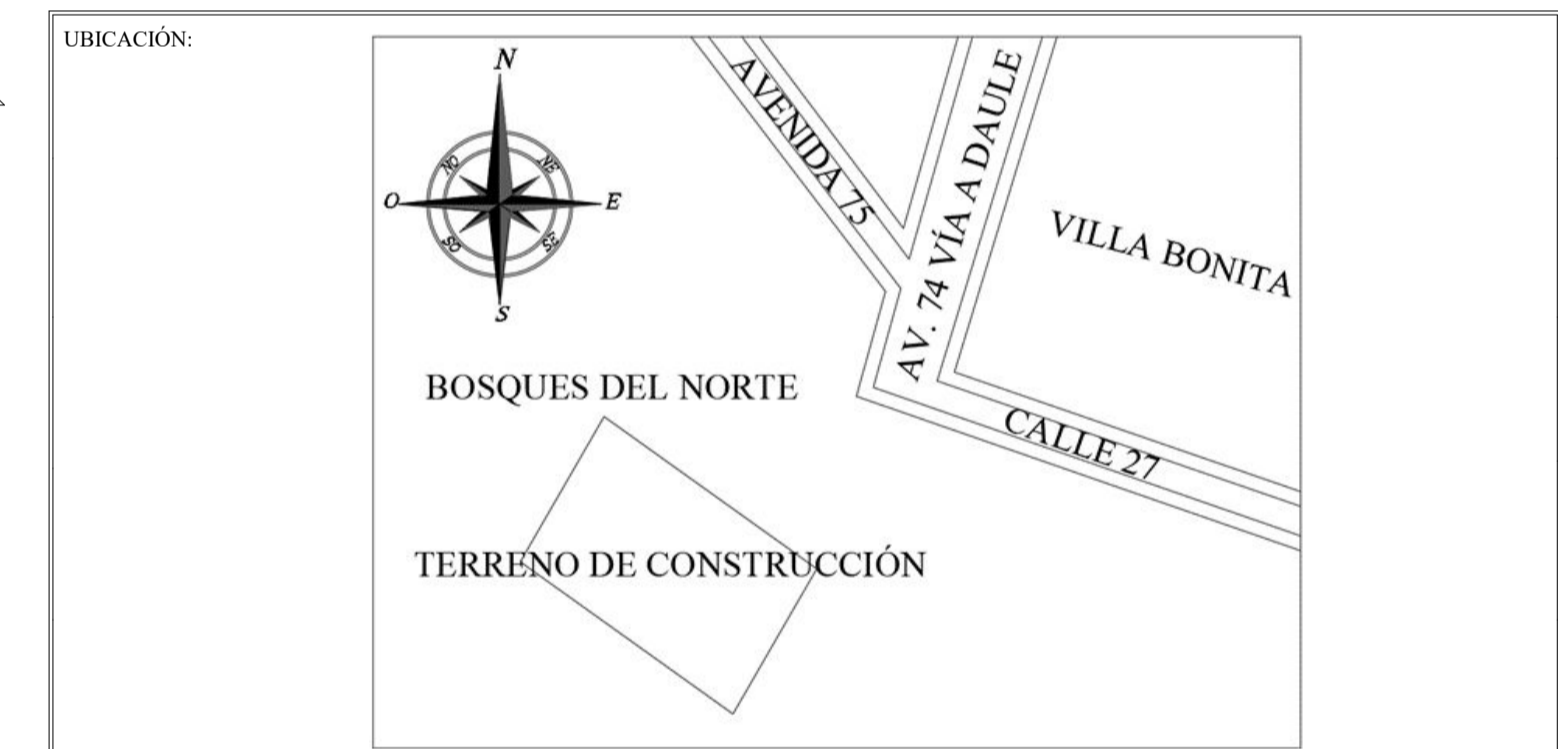 UBICACIÓN:
N
NO
NE
O
E
SO
SE
S
AVENIDA 75
AV. 74 VÍA A DAULE
VILLA BONITA
BOSQUES DEL NORTE
CALLE 27
TERRENO DE CONSTRUCCIÓN